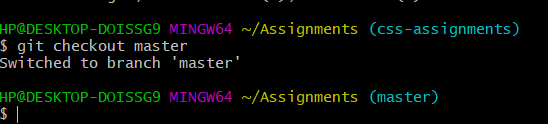 HP@DESKTOP-DOISSG9 MINGW64 ~/Assignments (css-assignments)
$ git checkout master
Switched to branch 'master'
HP@DESKTOP-DOISSG9 MINGW64 ~/Assignments (master)
$